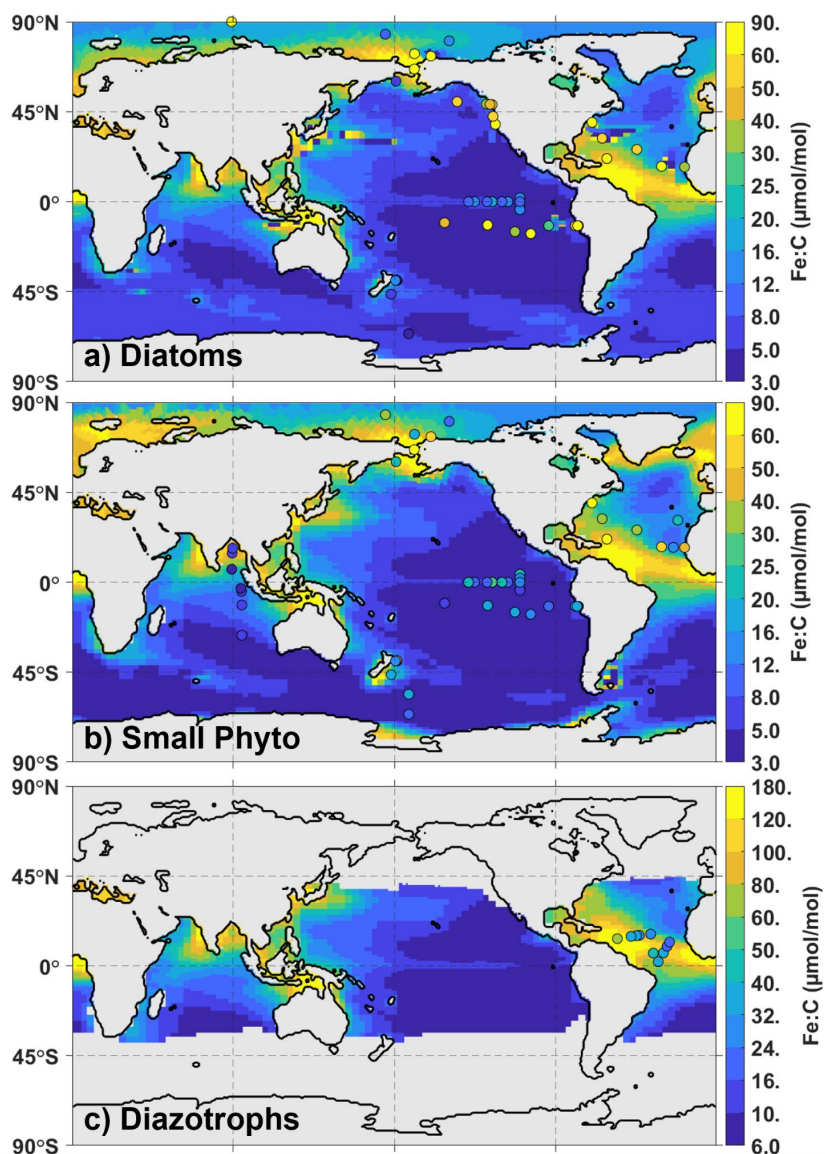 90°N
45°N
0°
45°S
90°S
a) Diatoms
90.
60.
50.
40.
30.
25.
20.
16.
12.
8.0
5.0
3.0
Fe:C (µmol/mol)
90°N
45°N
0°
45°S
90°S
b) Small Phyto
90.
60.
50.
40.
30.
25.
20.
16.
12.
8.0
5.0
3.0
Fe:C (µmol/mol)
90°N
45°N
0°
45°S
90°S
c) Diazotrophs
180.
120.
100.
80.
60.
50.
40.
32.
24.
16.
10.
6.0
Fe:C (µmol/mol)